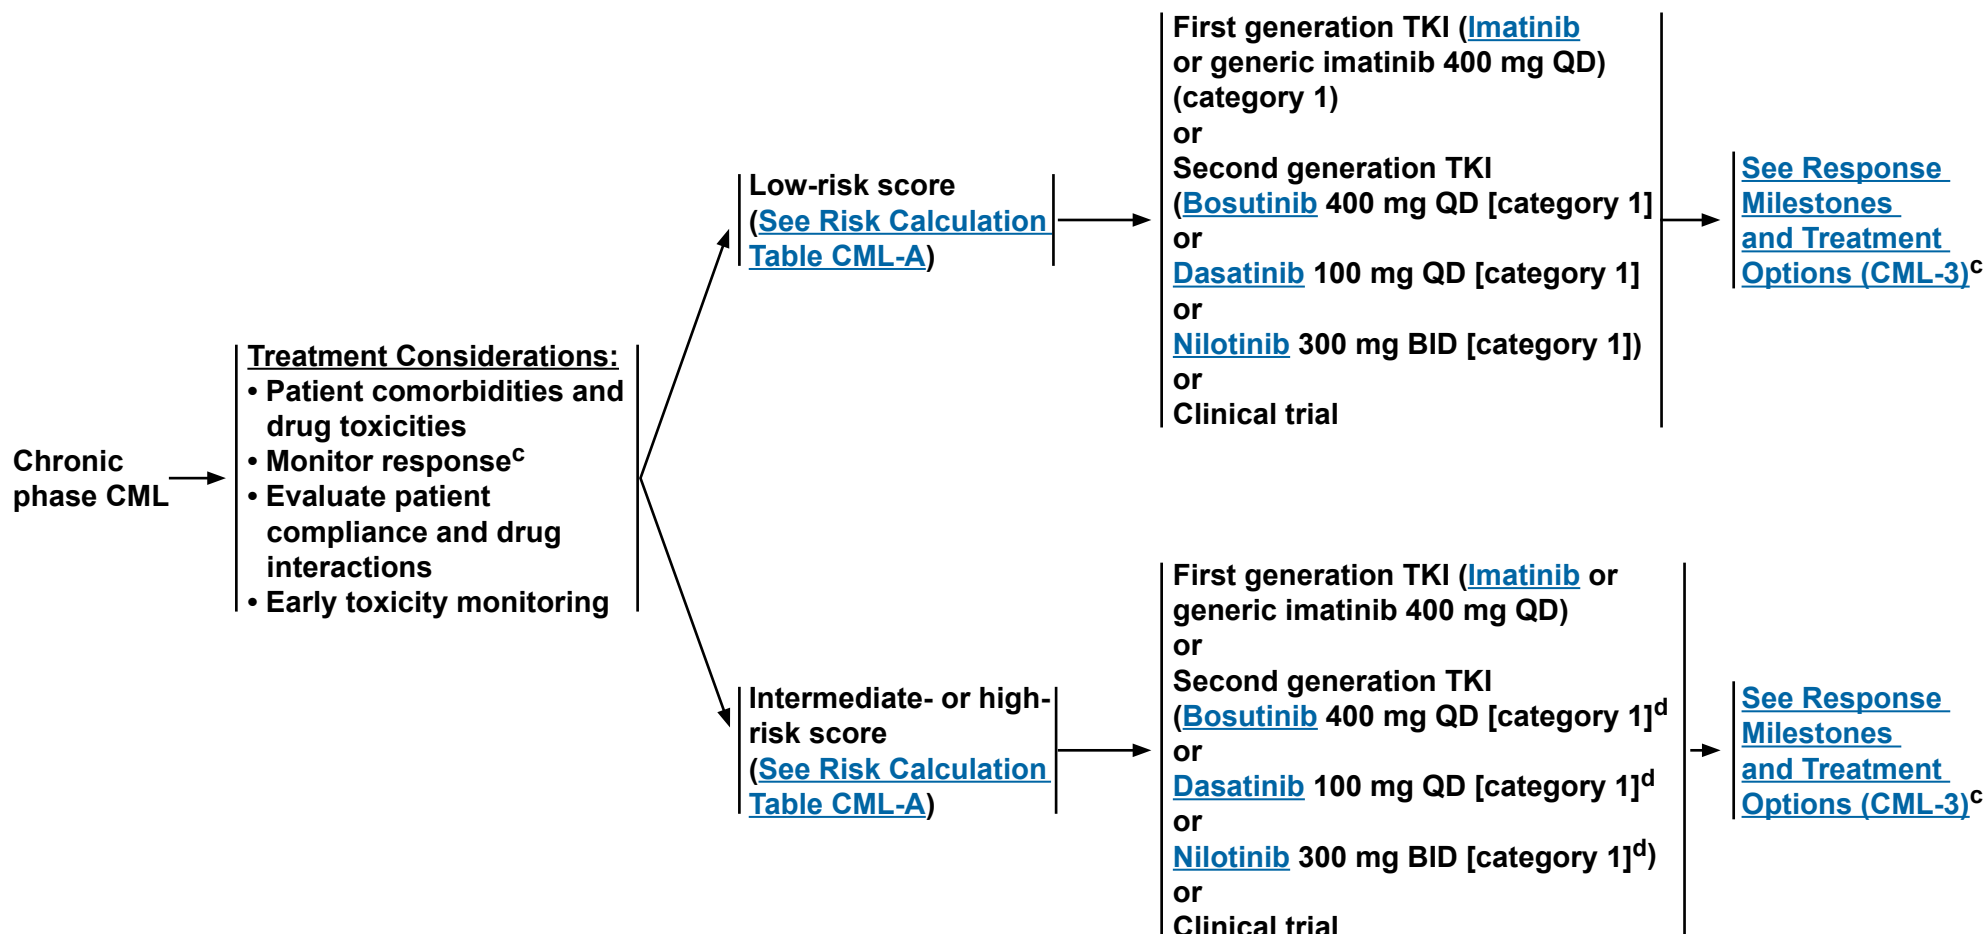 Chronic
phase CML
Treatment Considerations:
• Patient comorbidities and
drug toxicities
• Monitor responseᶜ
• Evaluate patient
compliance and drug
interactions
• Early toxicity monitoring
Low-risk score
(See Risk Calculation
Table CML-A)
First generation TKI (Imatinib
or generic imatinib 400 mg QD)
(category 1)
or
Second generation TKI
(Bosutinib 400 mg QD [category 1]
or
Dasatinib 100 mg QD [category 1]
or
Nilotinib 300 mg BID [category 1])
or
Clinical trial
See Response
Milestones
and Treatment
Options (CML-3)ᶜ
Intermediate- or high-
risk score
(See Risk Calculation
Table CML-A)
First generation TKI (Imatinib or
generic imatinib 400 mg QD)
or
Second generation TKI
(Bosutinib 400 mg QD [category 1]ᵈ
or
Dasatinib 100 mg QD [category 1]ᵈ
or
Nilotinib 300 mg BID [category 1]ᵈ)
or
Clinical trial
See Response
Milestones
and Treatment
Options (CML-3)ᶜ